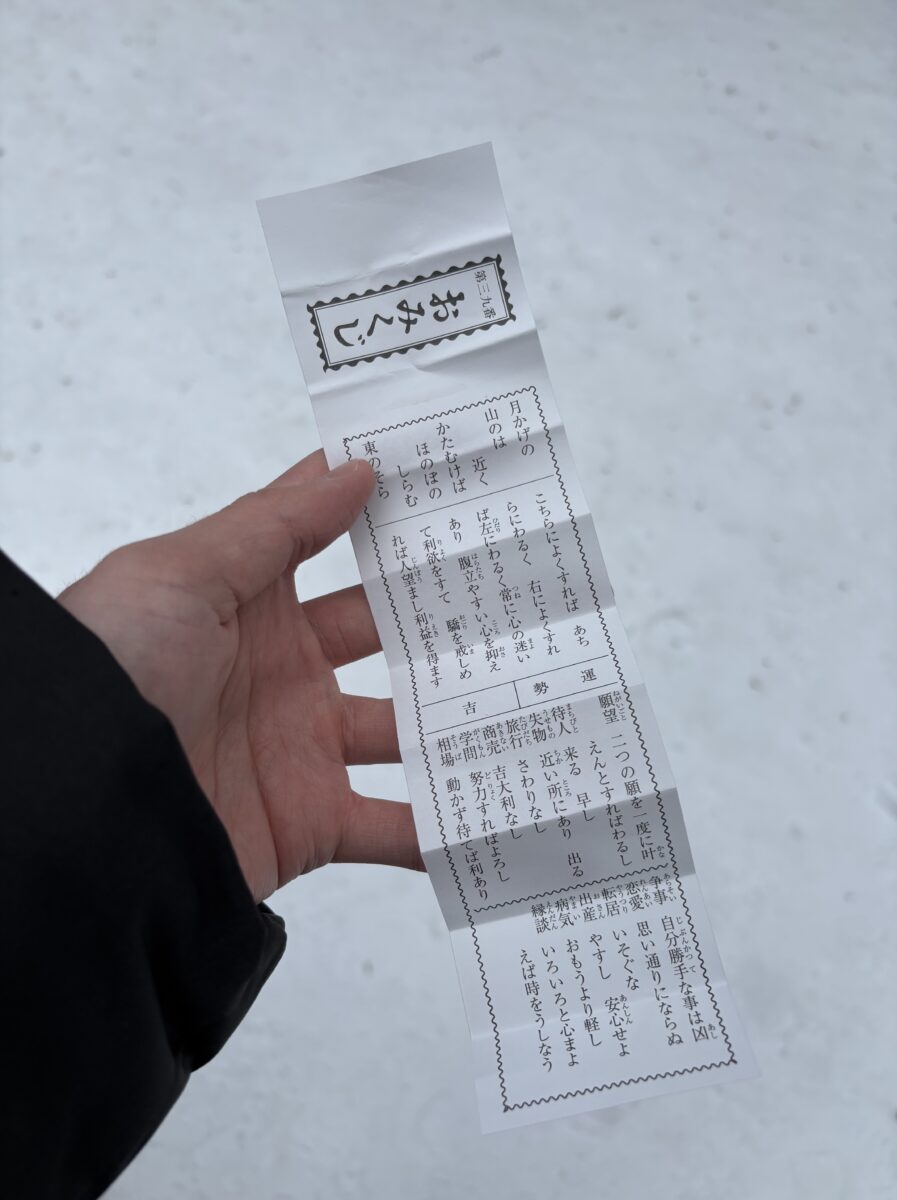 第三九番
おみくじ
月かげの
山のは　近く
かたむけば
ほのぼの
しらむ
東のそら
こちらによくすれば　あち
らにわるく　右によくすれ
ば左にわるく常に心の迷い
あり　腹立やすい心を抑え
て利欲をすて　驕を戒しめ
れば人望まし利益を得ます
運勢
吉
願望　二つの願を一度に叶
えんとすればわるし
待人　来る　早し
失物　近い所にあり　出る
旅行　さわりなし
商売　吉大利なし
学問　努力すればよろし
相場　動かず待てば利あり
争事　自分勝手な事は凶
恋愛　思い通りにならぬ
転居　いそぐな
出産　やすし　安心せよ
病気　おもうより軽し
縁談　いろいろと心まよ
えば時をうしなう